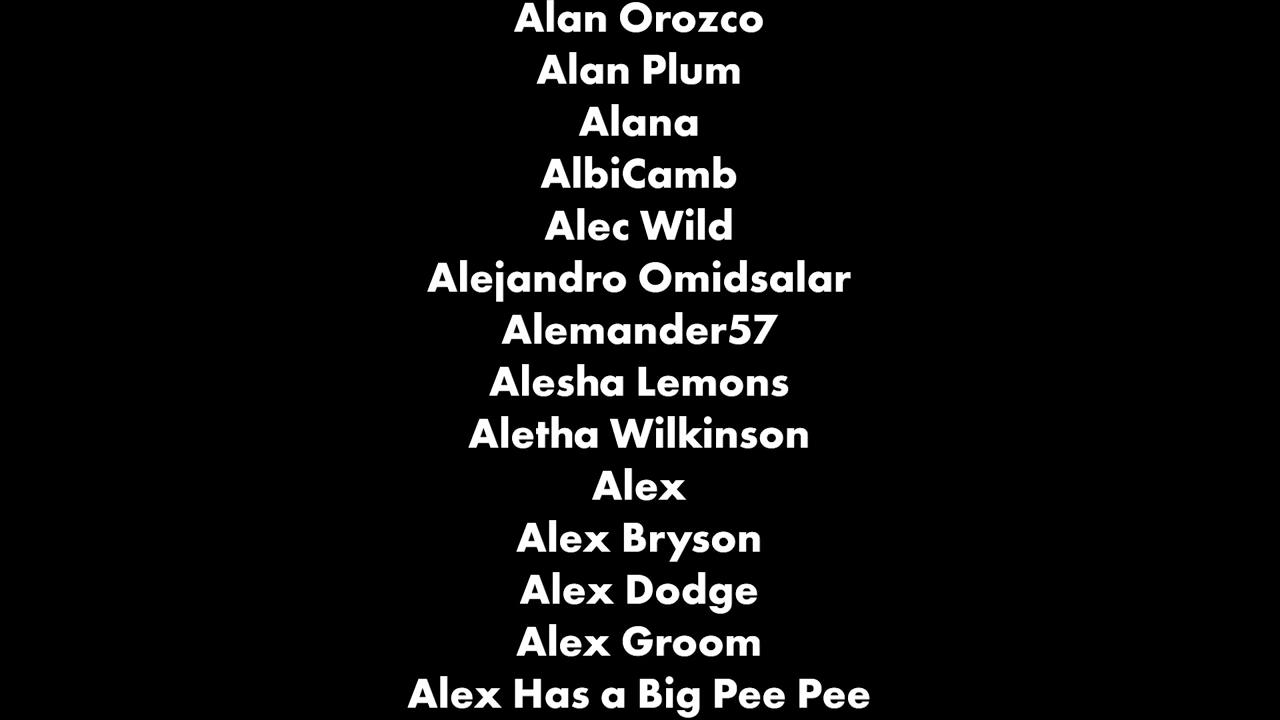 Alan Orozco
Alan Plum
Alana
AlbiCamb
Alec Wild
Alejandro Omidsalar
Alemander57
Alesha Lemons
Aletha Wilkinson
Alex
Alex Bryson
Alex Dodge
Alex Groom
Alex Has a Big Pee Pee